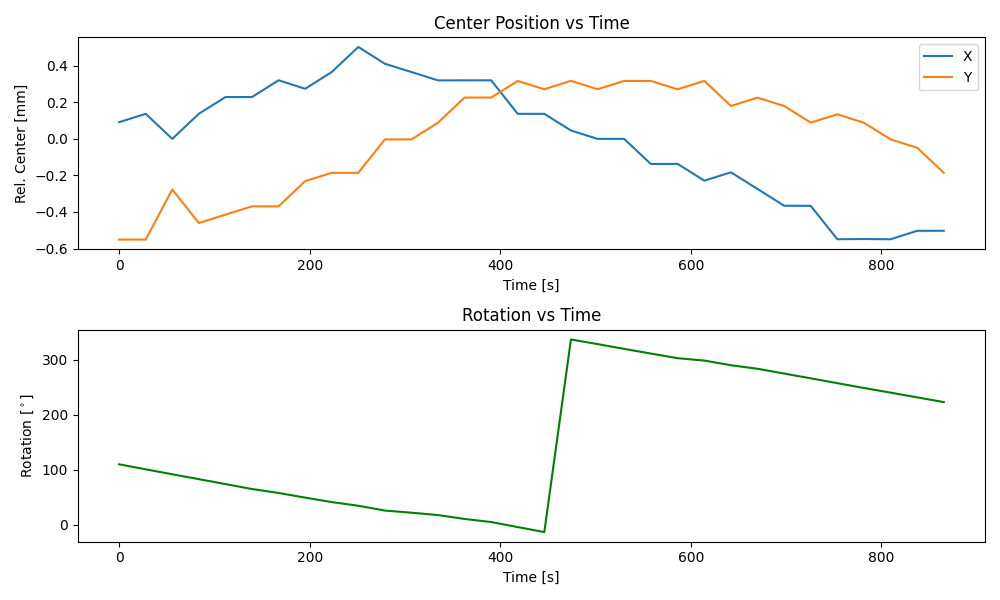 Center Position vs Time
Rel. Center [mm]
0.4
0.2
0.0
−0.2
−0.4
−0.6
X
Y
0 200 400 600 800
Time [s]
Rotation vs Time
Rotation [°]
300
200
100
0
0 200 400 600 800
Time [s]